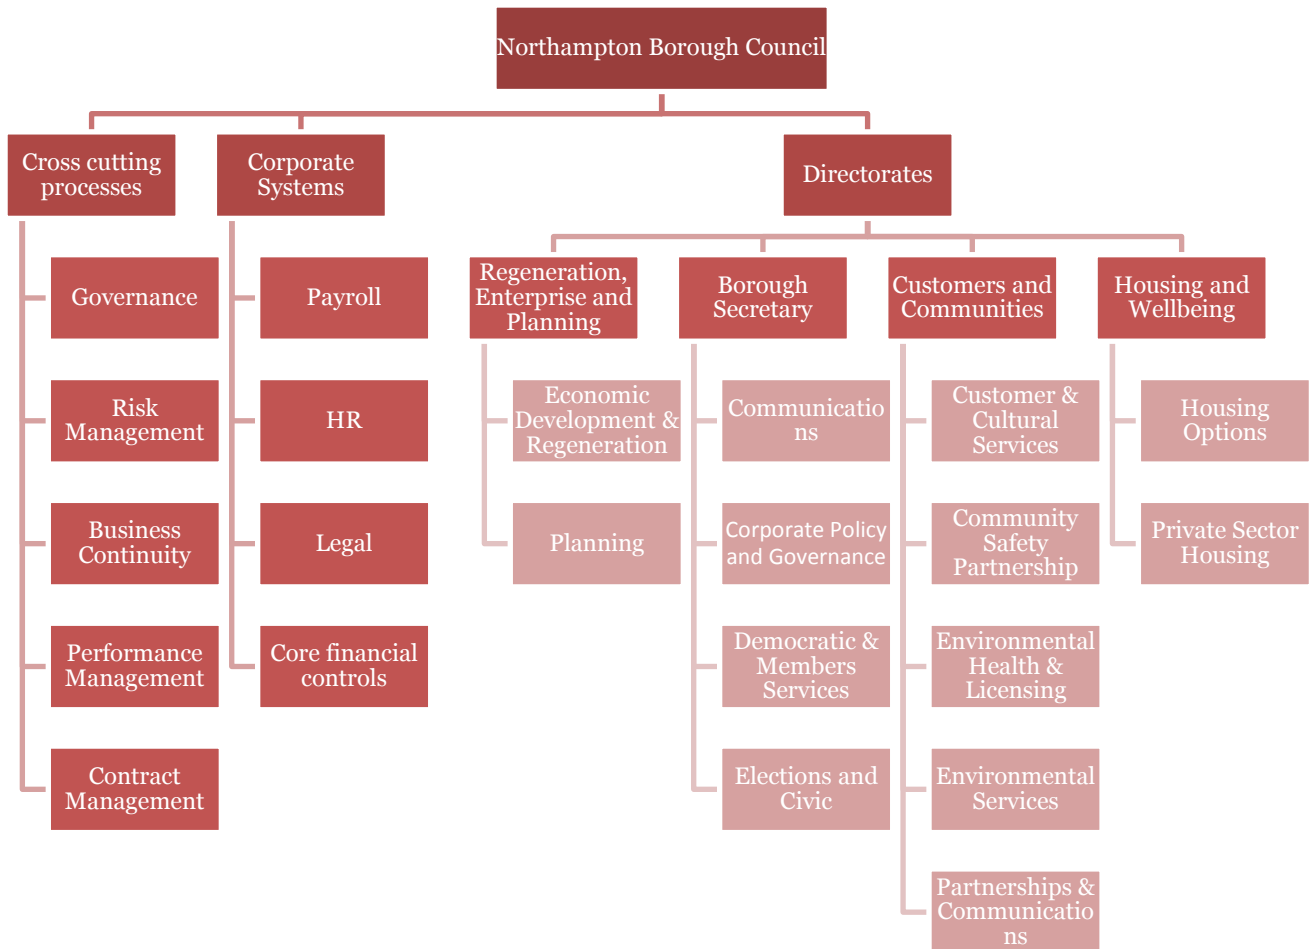 Northampton Borough Council
Cross cutting
processes
Corporate
Systems
Directorates
Governance
Risk
Management
Business
Continuity
Performance
Management
Contract
Management
Payroll
HR
Legal
Core financial
controls
Regeneration,
Enterprise and
Planning
Economic
Development &
Regeneration
Planning
Borough
Secretary
Communicatio
ns
Corporate Policy
and Governance
Democratic &
Members
Services
Elections and
Civic
Customers and
Communities
Customer &
Cultural
Services
Community
Safety
Partnership
Environmental
Health &
Licensing
Environmental
Services
Partnerships &
Communicatio
ns
Housing and
Wellbeing
Housing
Options
Private Sector
Housing